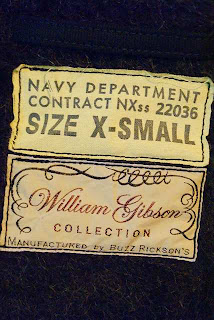 NAVY DEPARTMENT
CONTRACT NXss 22036
SIZE X-SMALL
William Gibson
COLLECTION
MANUFACTURED BY BUZZ RICKSON'S